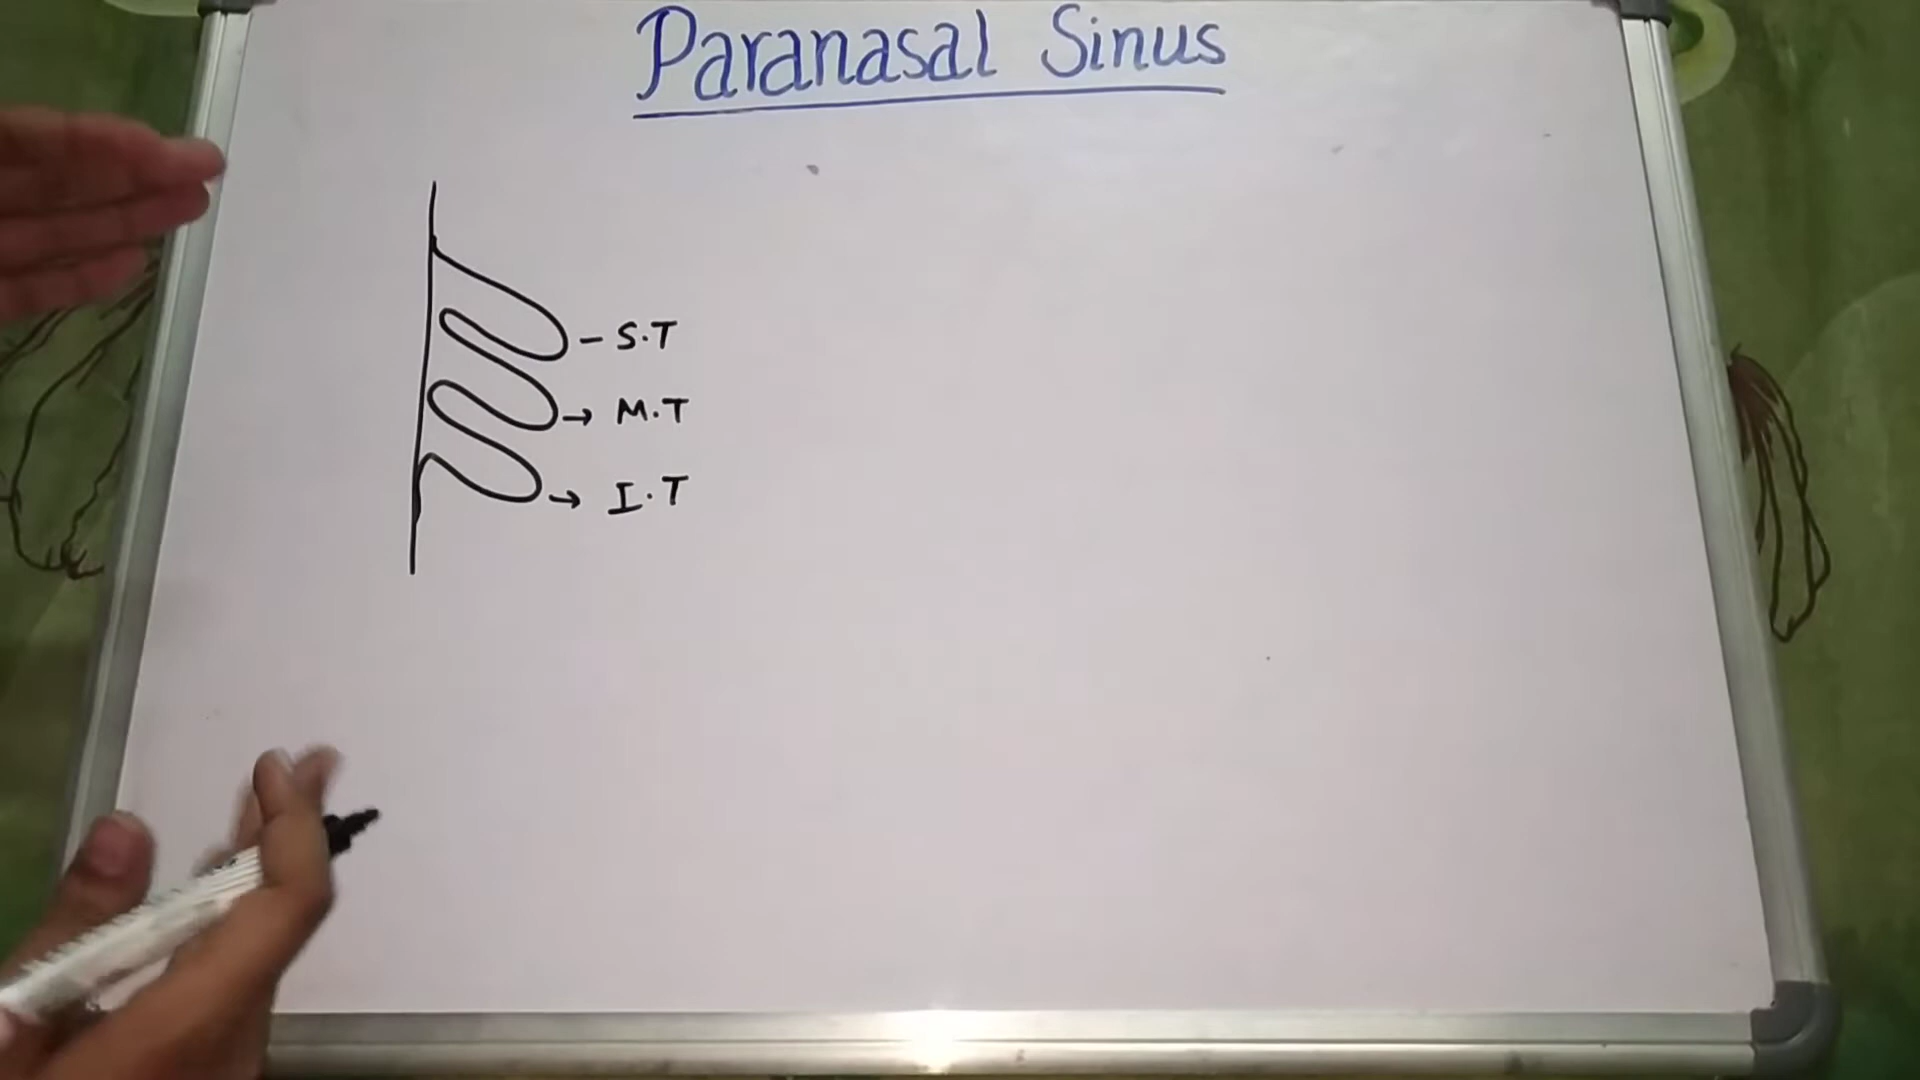 Paranasal Sinus
- S.T
→ M.T
→ I.T